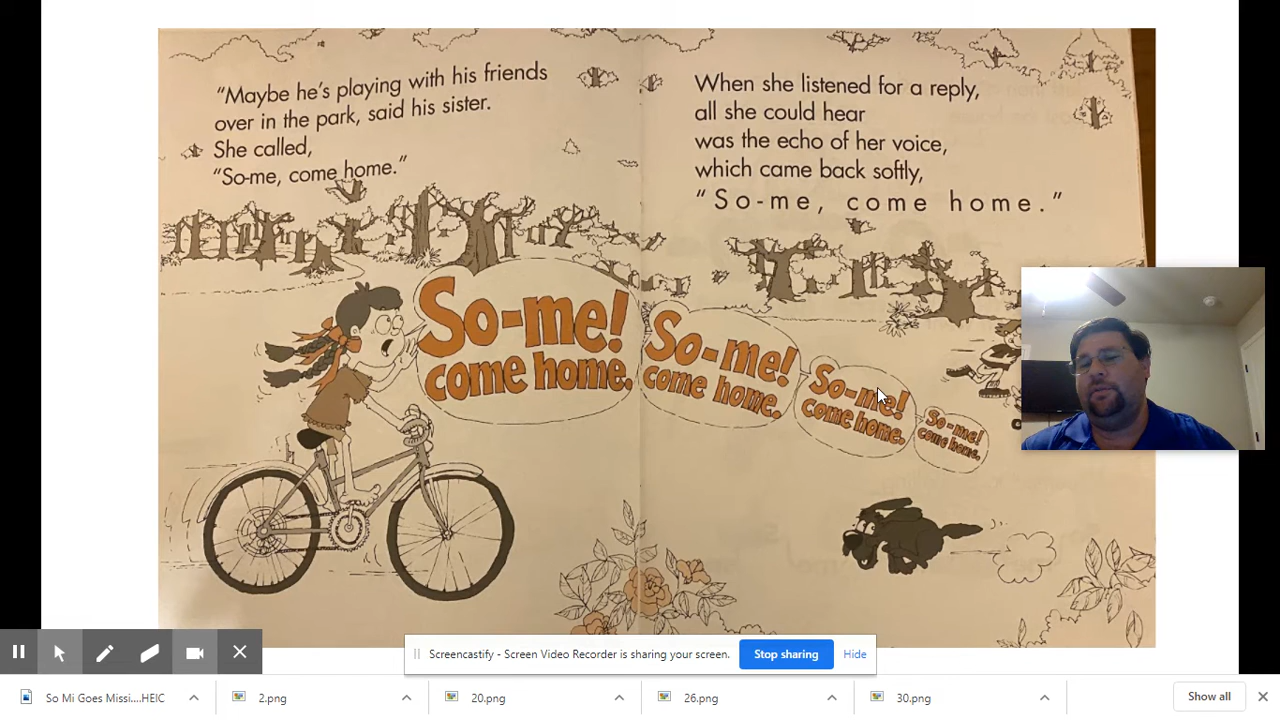 “Maybe he's playing with his friends
over in the park, said his sister.
She called,
“So-me, come home.”
When she listened for a reply,
all she could hear
was the echo of her voice,
which came back softly,
“So-me, come home.”
So-me!
come home.
So-me!
come home.
So-me!
come home.
So-me!
come home.
Screencastify - Screen Video Recorder is sharing your screen.
Stop sharing
Hide
So Mi Goes Missi....HEIC
2.png
20.png
26.png
30.png
Show all